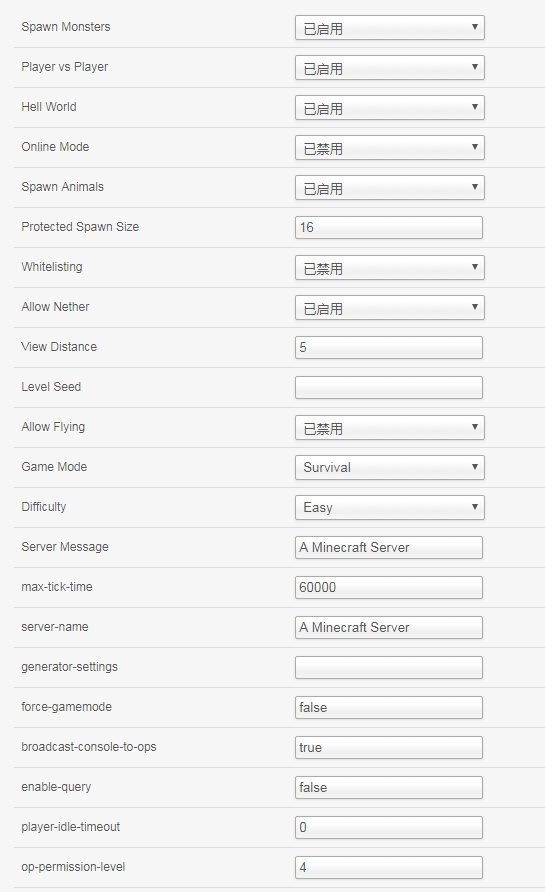 Spawn Monsters 已启用
Player vs Player 已启用
Hell World 已启用
Online Mode 已禁用
Spawn Animals 已启用
Protected Spawn Size 16
Whitelisting 已禁用
Allow Nether 已启用
View Distance 5
Level Seed
Allow Flying 已禁用
Game Mode Survival
Difficulty Easy
Server Message A Minecraft Server
max-tick-time 60000
server-name A Minecraft Server
generator-settings
force-gamemode false
broadcast-console-to-ops true
enable-query false
player-idle-timeout 0
op-permission-level 4